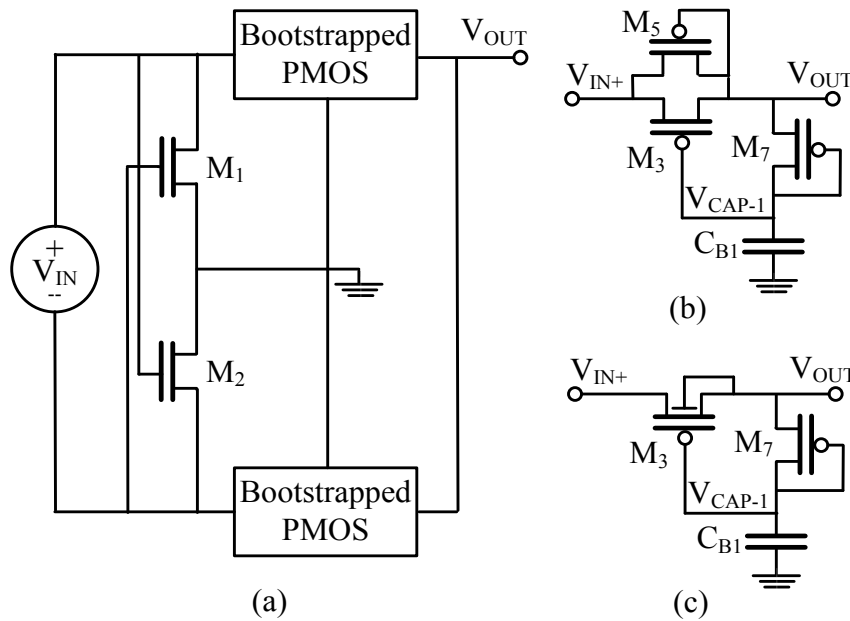 Bootstrapped
PMOS
V_OUT
M_1
+
V_IN
--
M_2
Bootstrapped
PMOS
(a)
M_5
V_IN+
V_OUT
M_3
M_7
V_CAP-1
C_B1
(b)
V_IN+
V_OUT
M_3
M_7
V_CAP-1
C_B1
(c)